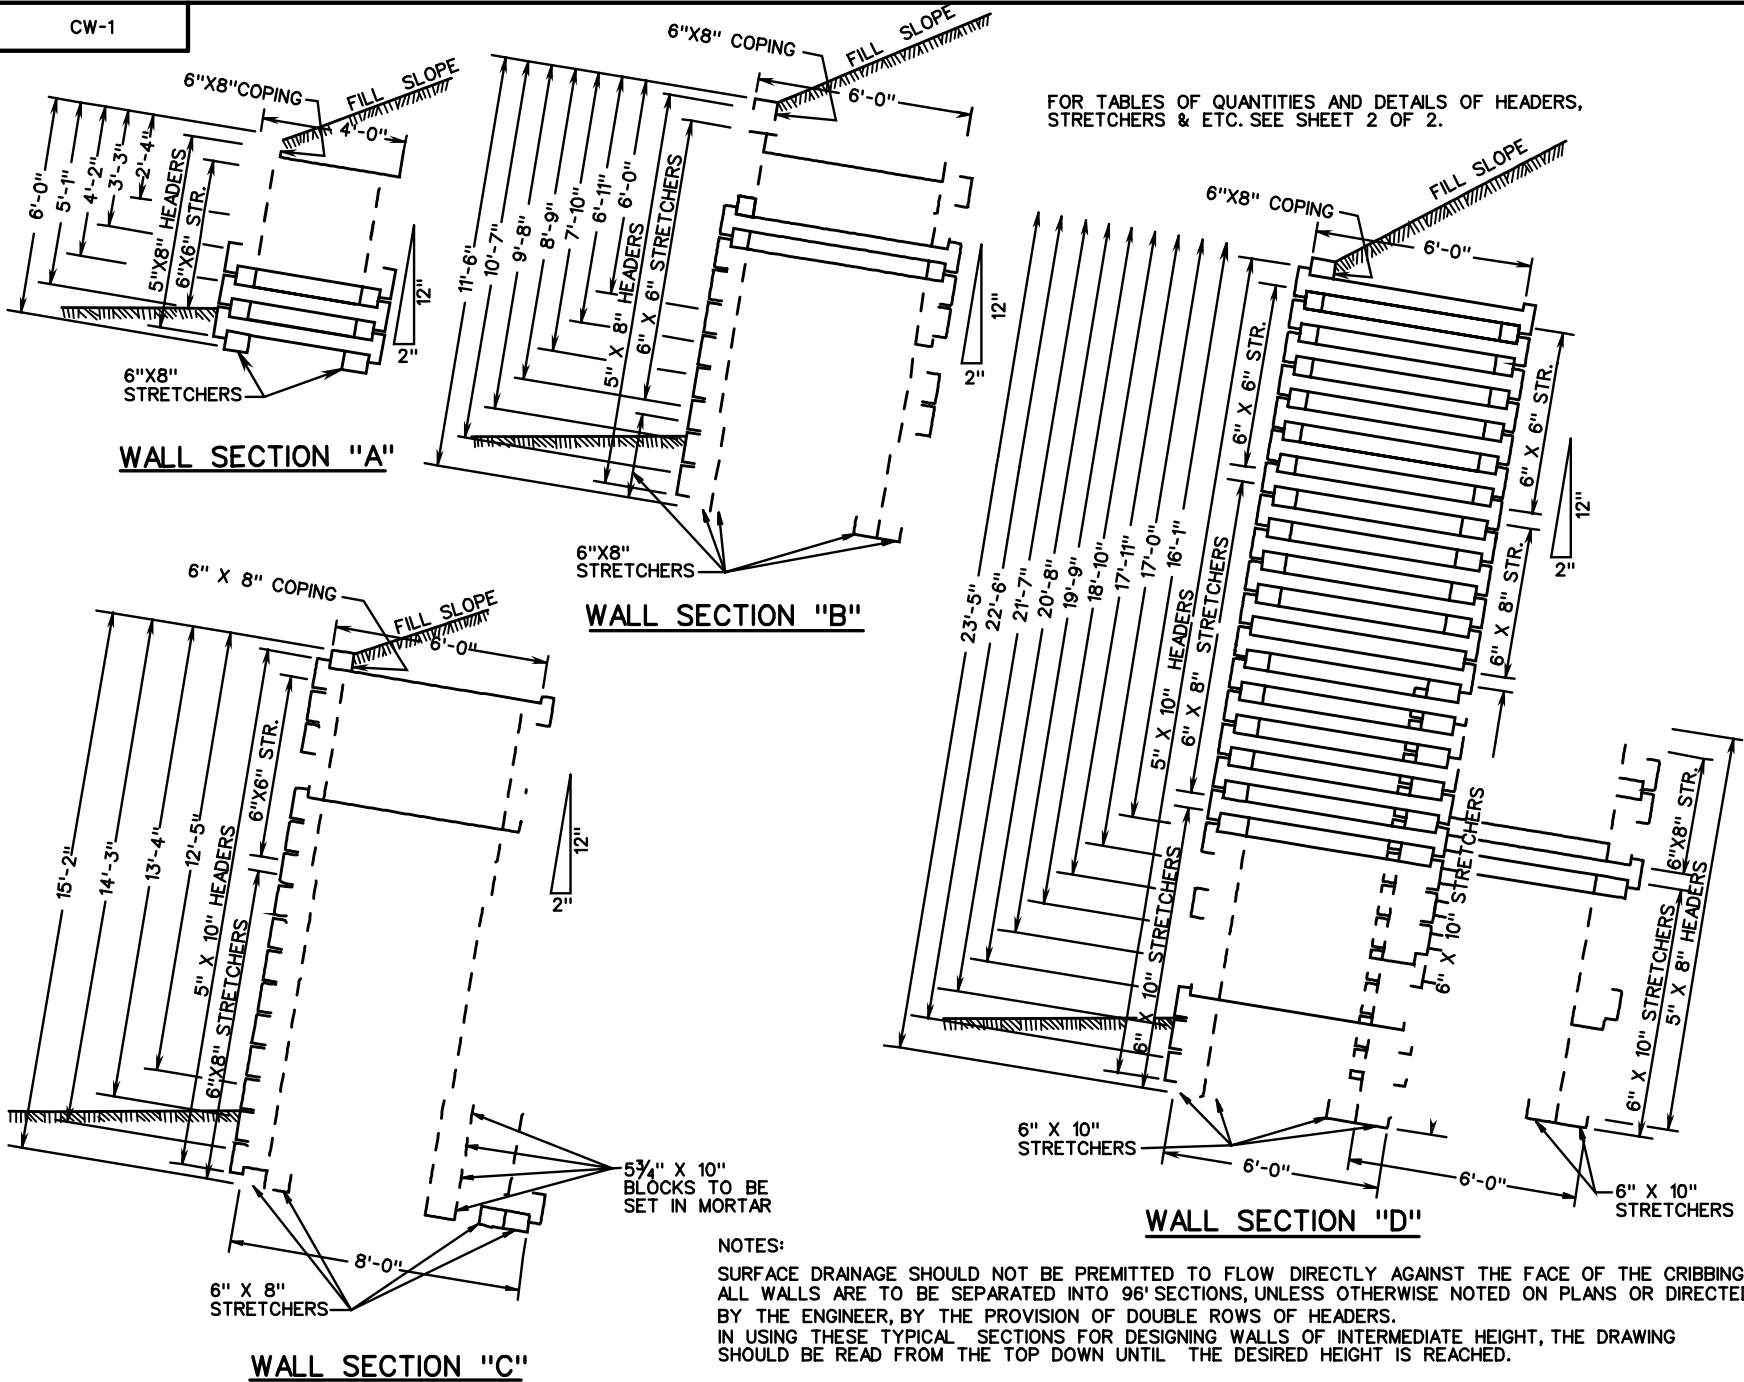 CW-1
6"X8"COPING
FILL SLOPE
4'-0"
6'-0"
5'-1"
4'-2"
3'-3"
2'-4"
5"X8" HEADERS
6"X6" STR.
12"
2"
6"X8"
STRETCHERS
WALL SECTION "A"
6"X8" COPING
FILL SLOPE
6'-0"
11'-6"
10'-7"
9'-8"
8'-9"
7'-10"
6'-11"
6'-0"
5" X 8" HEADERS
6" X 6" STRETCHERS
12"
2"
6"X8"
STRETCHERS
WALL SECTION "B"
FOR TABLES OF QUANTITIES AND DETAILS OF HEADERS,
STRETCHERS & ETC. SEE SHEET 2 OF 2.
6" X 8" COPING
FILL SLOPE
6'-0"
15'-2"
14'-3"
13'-4"
12'-5"
5" X 10" HEADERS
6"X6" STR.
6"X8" STRETCHERS
12"
2"
5¾" X 10"
BLOCKS TO BE
SET IN MORTAR
8'-0"
6" X 8"
STRETCHERS
WALL SECTION "C"
6"X8" COPING
FILL SLOPE
6'-0"
23'-5"
22'-6"
21'-7"
20'-8"
19'-9"
18'-10"
17'-11"
17'-0"
16'-1"
5" X 10" HEADERS
6" X 6" STR.
6" X 8" STRETCHERS
6" X 10" STRETCHERS
6" X 6" STR.
6" X 8" STR.
6" X 10" STRETCHERS
12"
2"
6"X8" STR.
6" X 10" STRETCHERS
5" X 8" HEADERS
6" X 10"
STRETCHERS
6'-0"
6'-0"
6" X 10"
STRETCHERS
WALL SECTION "D"
NOTES:
SURFACE DRAINAGE SHOULD NOT BE PREMITTED TO FLOW DIRECTLY AGAINST THE FACE OF THE CRIBBING
ALL WALLS ARE TO BE SEPARATED INTO 96' SECTIONS, UNLESS OTHERWISE NOTED ON PLANS OR DIRECTED
BY THE ENGINEER, BY THE PROVISION OF DOUBLE ROWS OF HEADERS.
IN USING THESE TYPICAL SECTIONS FOR DESIGNING WALLS OF INTERMEDIATE HEIGHT, THE DRAWING
SHOULD BE READ FROM THE TOP DOWN UNTIL THE DESIRED HEIGHT IS REACHED.